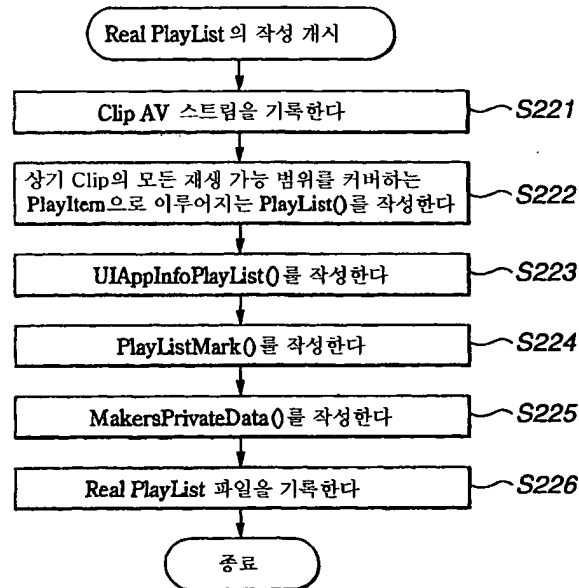 Real PlayList 의 작성 개시
Clip AV 스트림을 기록한다
S221
상기 Clip의 모든 재생 가능 범위를 커버하는
PlayItem으로 이루어지는 PlayList()를 작성한다
S222
UIAppInfoPlayList()를 작성한다
S223
PlayListMark()를 작성한다
S224
MakersPrivateData()를 작성한다
S225
Real PlayList 파일을 기록한다
S226
종료